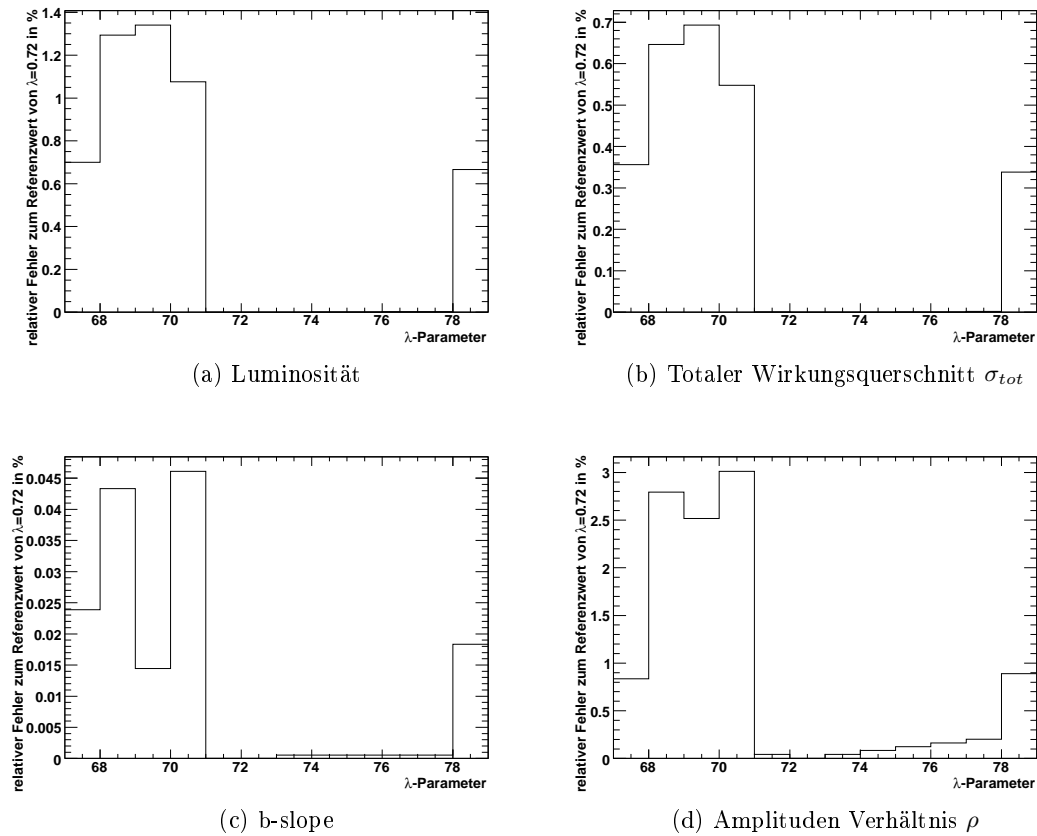 relativer Fehler zum Referenzwert von λ=0.72 in %
1.4
1.2
1
0.8
0.6
0.4
0.2
0
68 70 72 74 76 78
λ-Parameter
(a) Luminosität
relativer Fehler zum Referenzwert von λ=0.72 in %
0.7
0.6
0.5
0.4
0.3
0.2
0.1
0
68 70 72 74 76 78
λ-Parameter
(b) Totaler Wirkungsquerschnitt σtot
relativer Fehler zum Referenzwert von λ=0.72 in %
0.045
0.04
0.035
0.03
0.025
0.02
0.015
0.01
0.005
0
68 70 72 74 76 78
λ-Parameter
(c) b-slope
relativer Fehler zum Referenzwert von λ=0.72 in %
3
2.5
2
1.5
1
0.5
0
68 70 72 74 76 78
λ-Parameter
(d) Amplituden Verhältnis ρ